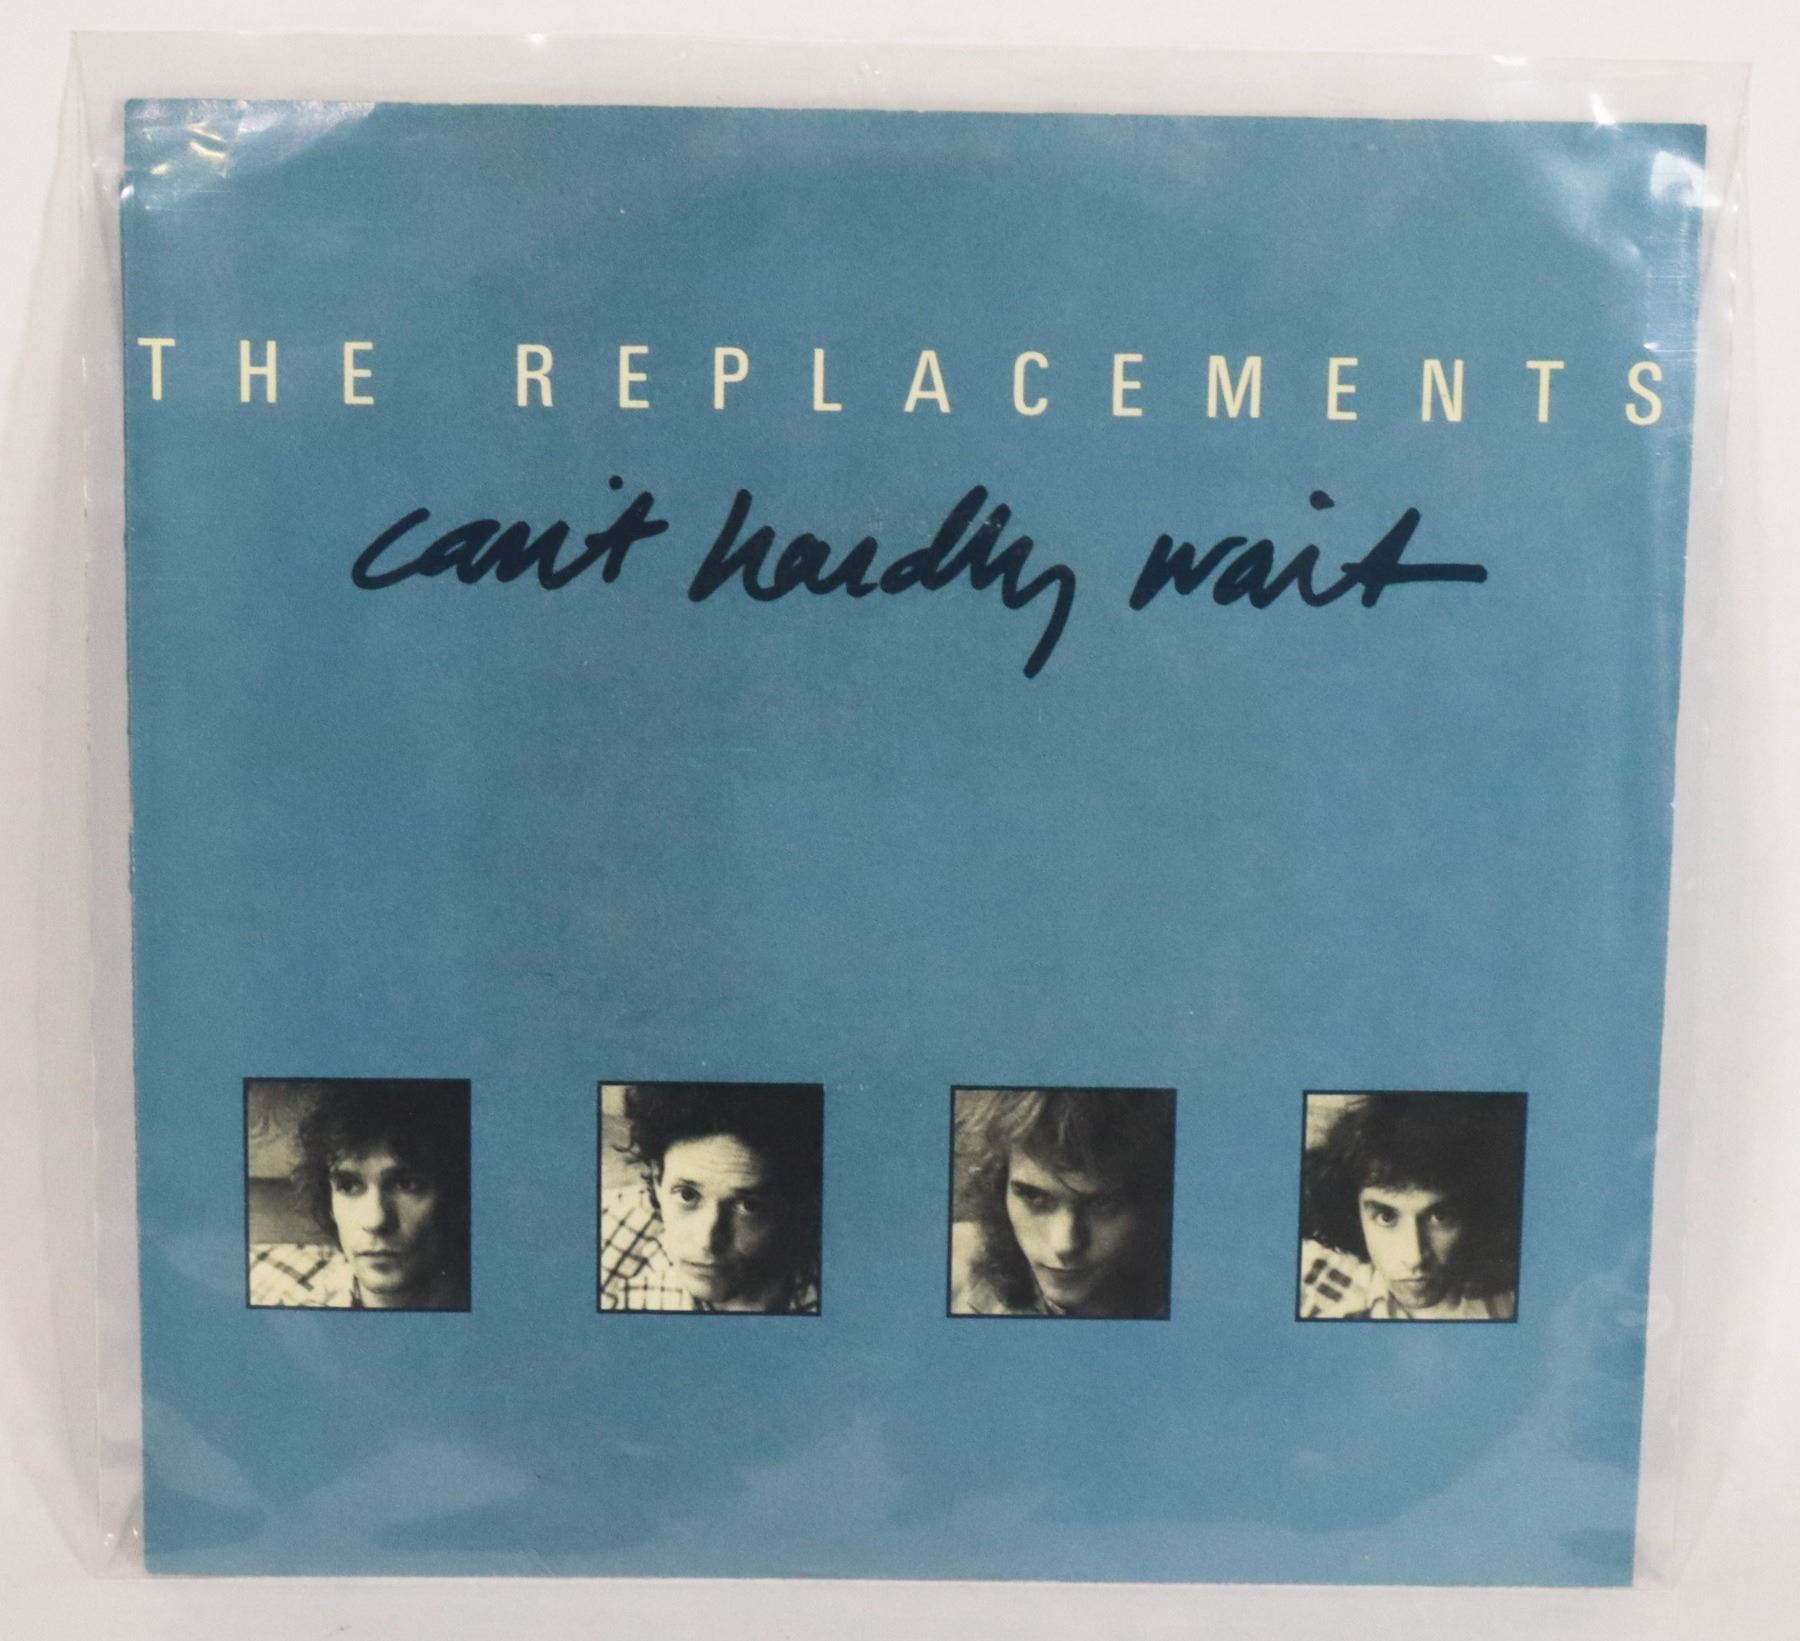 THE REPLACEMENTS
can't hardly wait